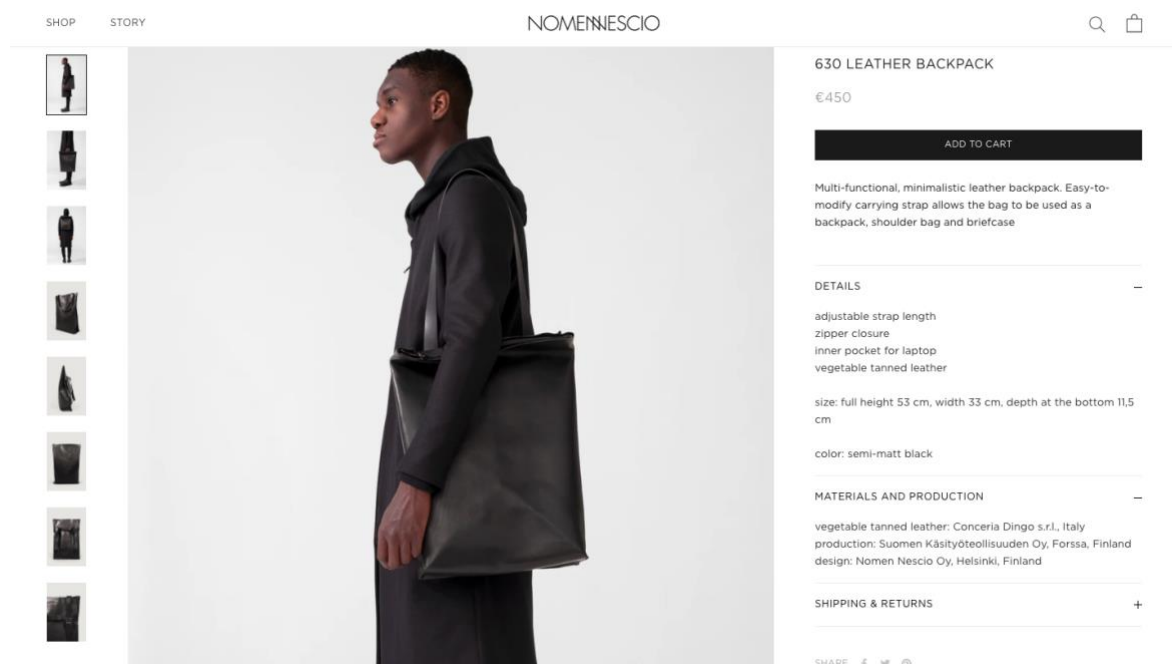 SHOP
STORY
NOMENNESCIO
630 LEATHER BACKPACK
€450
ADD TO CART
Multi-functional, minimalistic leather backpack. Easy-to-
modify carrying strap allows the bag to be used as a
backpack, shoulder bag and briefcase
DETAILS
adjustable strap length
zipper closure
inner pocket for laptop
vegetable tanned leather
size: full height 53 cm, width 33 cm, depth at the bottom 11,5
cm
color: semi-matt black
MATERIALS AND PRODUCTION
vegetable tanned leather: Conceria Dingo s.r.l., Italy
production: Suomen Käsityöteollisuuden Oy, Forssa, Finland
design: Nomen Nescio Oy, Helsinki, Finland
SHIPPING & RETURNS
SHARE